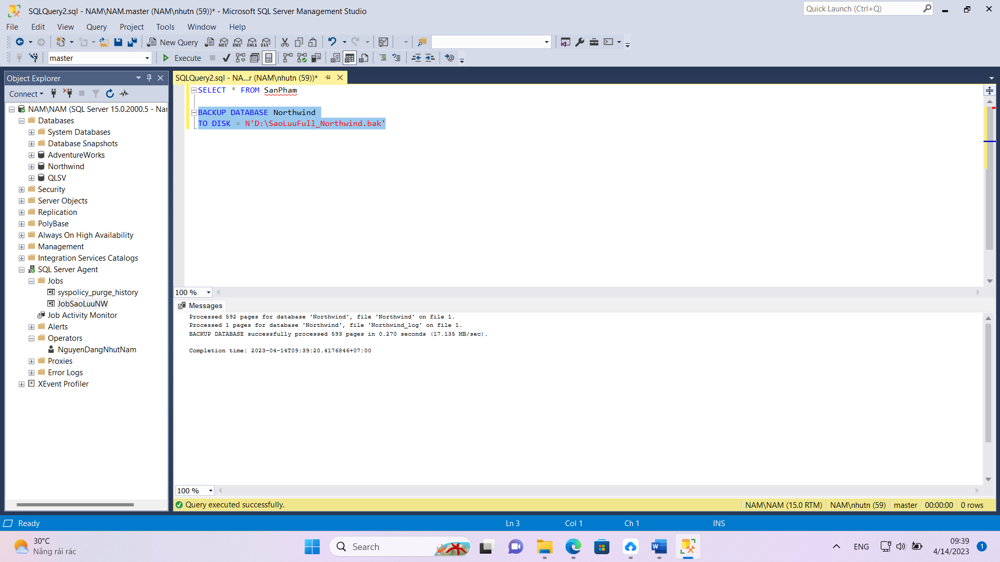 SQLQuery2.sql - NAM\NAM.master (NAM\nhutn (59))* - Microsoft SQL Server Management Studio
Quick Launch (Ctrl+Q)
File Edit View Query Project Tools Window Help
New Query MDX DMX XMLA DAX
master Execute
Object Explorer
SQLQuery2.sql - NA...r (NAM\nhutn (59))*
Connect
NAM\NAM (SQL Server 15.0.2000.5 - Nar
Databases
System Databases
Database Snapshots
AdventureWorks
Northwind
QLSV
Security
Server Objects
Replication
PolyBase
Always On High Availability
Management
Integration Services Catalogs
SQL Server Agent
Jobs
syspolicy_purge_history
JobSaoLuuNW
Job Activity Monitor
Alerts
Operators
NguyenDangNhutNam
Proxies
Error Logs
XEvent Profiler
SELECT * FROM SanPham
BACKUP DATABASE Northwind
TO DISK = N'D:\SaoLuuFull_Northwind.bak'
100 %
Messages
Processed 592 pages for database 'Northwind', file 'Northwind' on file 1.
Processed 1 pages for database 'Northwind', file 'Northwind_log' on file 1.
BACKUP DATABASE successfully processed 593 pages in 0.270 seconds (17.135 MB/sec).
Completion time: 2023-04-14T09:39:20.4176846+07:00
100 %
Query executed successfully.
NAM\NAM (15.0 RTM) NAM\nhutn (59) master 00:00:00 0 rows
Ready Ln 3 Col 1 Ch 1 INS
30°C
Nắng rải rác
Search
ENG
09:39
4/14/2023
1